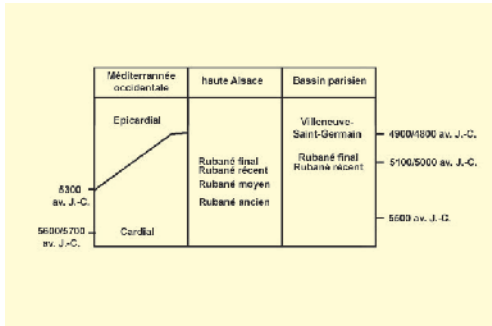 Méditerrannée
occidentale
haute Alsace
Bassin parisien
Epicardial
Villeneuve-
Saint-Germain
4900/4800 av. J.-C.
Rubané final
Rubané récent
Rubané final
Rubané récent
5100/5000 av. J.-C.
Rubané moyen
5300
av. J.-C.
Rubané ancien
5500 av. J.-C.
5600/5700
av. J.-C.
Cardial